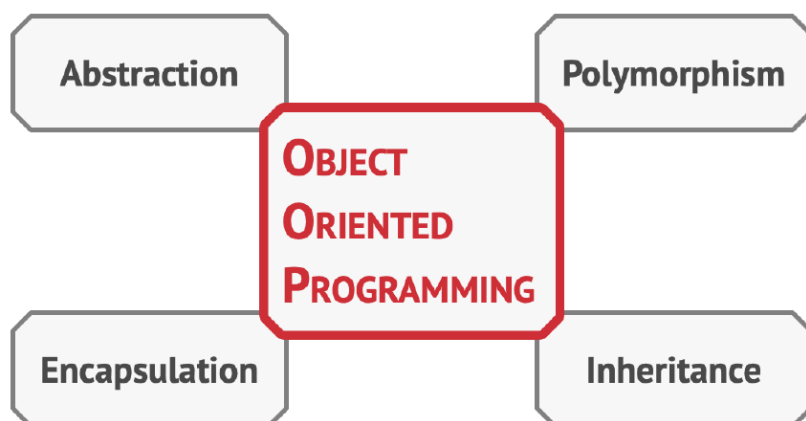 Abstraction
Polymorphism
OBJECT
ORIENTED
PROGRAMMING
Encapsulation
Inheritance